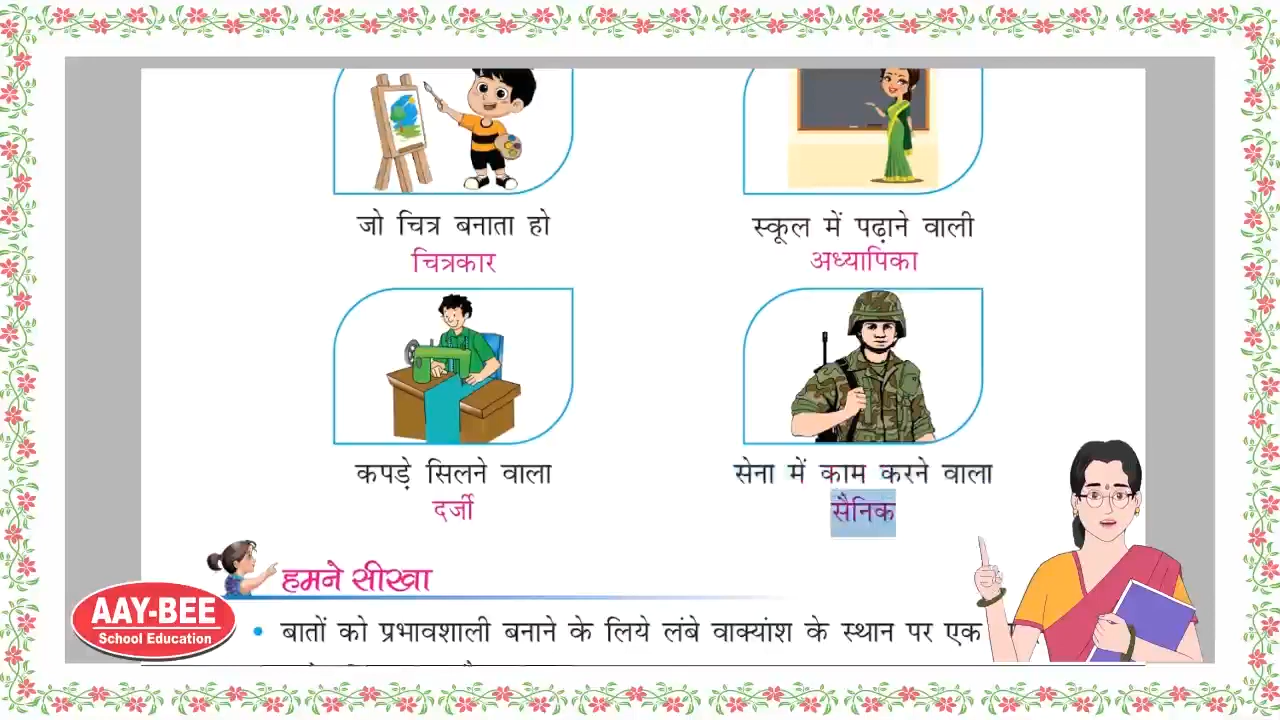 जो चित्र बनाता हो
चित्रकार
स्कूल में पढ़ाने वाली
अध्यापिका
कपड़े सिलने वाला
दर्जी
सेना में काम करने वाला
सैनिक
हमने सीखा
• बातों को प्रभावशाली बनाने के लिये लंबे वाक्यांश के स्थान पर एक
AAY-BEE
School Education